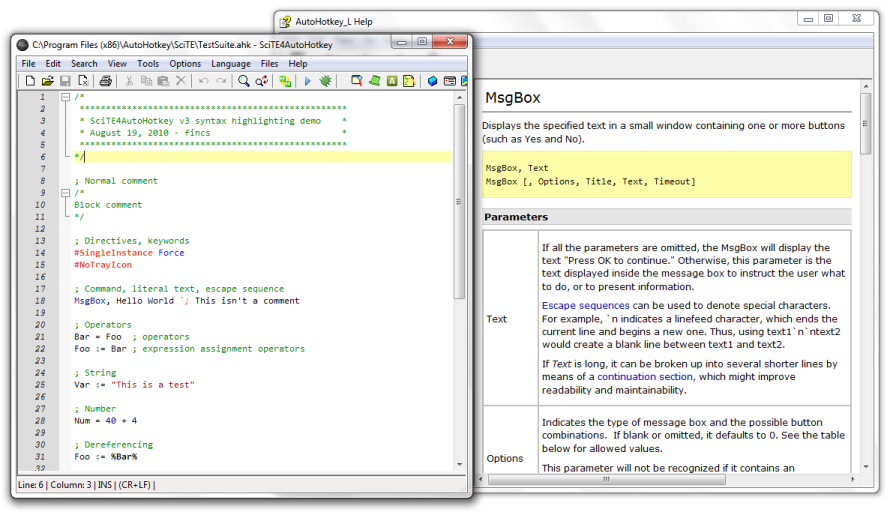 AutoHotkey_L Help
C:\Program Files (x86)\AutoHotkey\SciTE\TestSuite.ahk - SciTE4AutoHotkey
File Edit Search View Tools Options Language Files Help
1 /*
2 ***************************************************
3 * SciTE4AutoHotkey v3 syntax highlighting demo *
4 * August 19, 2010 - fincs *
5 ***************************************************
6 */
7
8 ; Normal comment
9 /*
10 Block comment
11 */
12
13 ; Directives, keywords
14 #SingleInstance Force
15 #NoTrayIcon
16
17 ; Command, literal text, escape sequence
18 MsgBox, Hello World `; This isn't a comment
19
20 ; Operators
21 Bar = Foo ; operators
22 Foo := Bar ; expression assignment operators
23
24 ; String
25 Var := "This is a test"
26
27 ; Number
28 Num = 40 + 4
29
30 ; Dereferencing
31 Foo := %Bar%
32
Line: 6 | Column: 3 | INS | (CR+LF) |
MsgBox
Displays the specified text in a small window containing one or more buttons
(such as Yes and No).
MsgBox, Text
MsgBox [, Options, Title, Text, Timeout]
Parameters
Text
If all the parameters are omitted, the MsgBox will display the
text "Press OK to continue." Otherwise, this parameter is the
text displayed inside the message box to instruct the user what
to do, or to present information.
Escape sequences can be used to denote special characters.
For example, `n indicates a linefeed character, which ends the
current line and begins a new one. Thus, using text1`n`ntext2
would create a blank line between text1 and text2.
If Text is long, it can be broken up into several shorter lines by
means of a continuation section, which might improve
readability and maintainability.
Options
Indicates the type of message box and the possible button
combinations. If blank or omitted, it defaults to 0. See the table
below for allowed values.
This parameter will not be recognized if it contains an